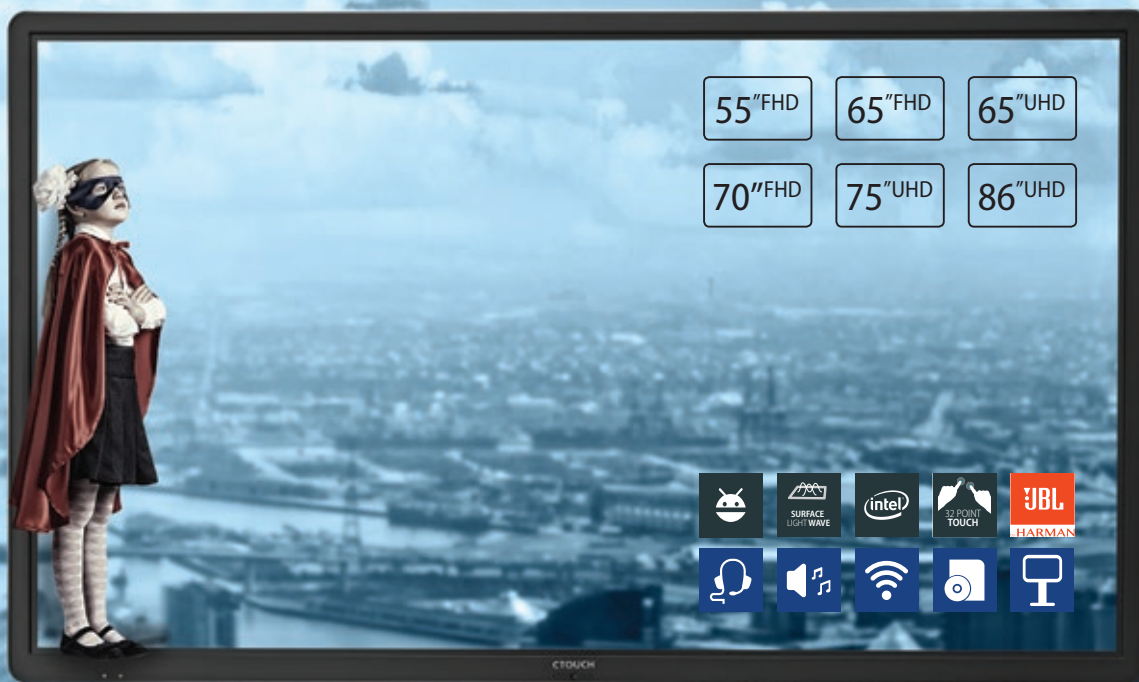 55"FHD 65"FHD 65"UHD
70"FHD 75"UHD 86"UHD
SURFACE
LIGHT WAVE
intel
32 POINT
TOUCH
JBL
HARMAN
CTOUCH